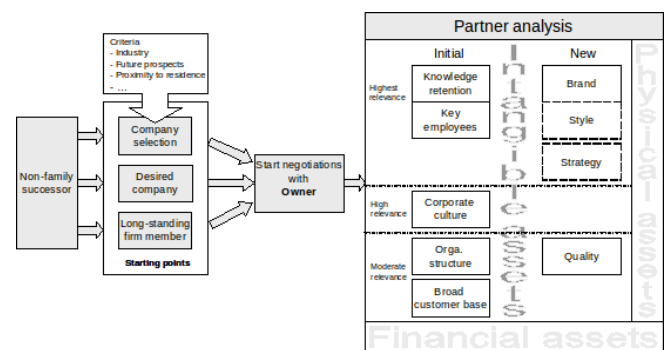 Criteria
- Industry
- Future prospects
- Proximity to residence
- ...
Non-family
successor
Company
selection
Desired
company
Long-standing
firm member
Starting points
Start negotiations
with
Owner
Partner analysis
Initial
New
Highest
relevance
Knowledge
retention
Key
employees
Brand
Style
Strategy
High
relevance
Corporate
culture
Moderate
relevance
Orga.
structure
Broad
customer base
Quality
Intangible assets
Physical assets
Financial assets